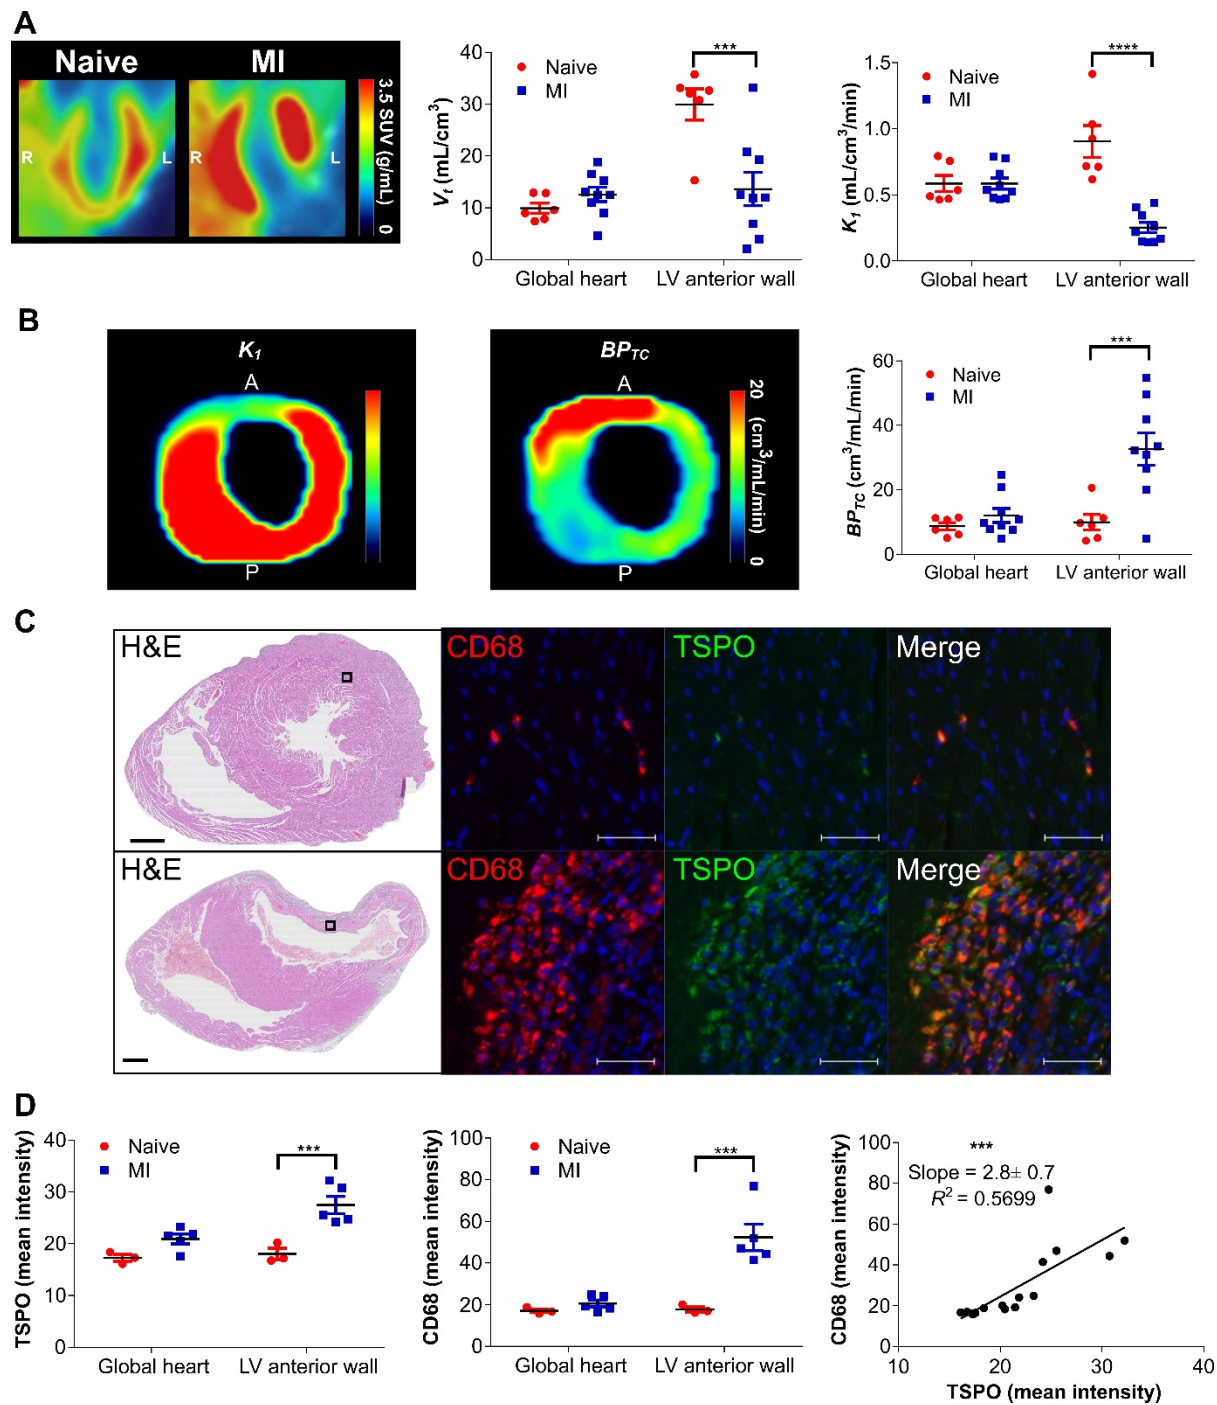 A
Naive
MI
R
L
R
L
3.5 SUV (g/mL)
0
Vt (mL/cm³)
40
30
20
10
0
Naive
MI
***
Global heart
LV anterior wall
K1 (mL/cm³/min)
1.5
1.0
0.5
0.0
Naive
MI
****
Global heart
LV anterior wall
B
K1
A
P
BPTC
A
P
20 (cm³/mL/min) 0
BPTC (cm³/mL/min)
60
40
20
0
Naive
MI
***
Global heart
LV anterior wall
C
H&E
CD68
TSPO
Merge
H&E
CD68
TSPO
Merge
D
TSPO (mean intensity)
40
30
20
10
0
Naive
MI
***
Global heart
LV anterior wall
CD68 (mean intensity)
100
80
60
40
20
0
Naive
MI
***
Global heart
LV anterior wall
CD68 (mean intensity)
100
80
60
40
20
0
***
Slope = 2.8± 0.7
R² = 0.5699
10
20
30
40
TSPO (mean intensity)